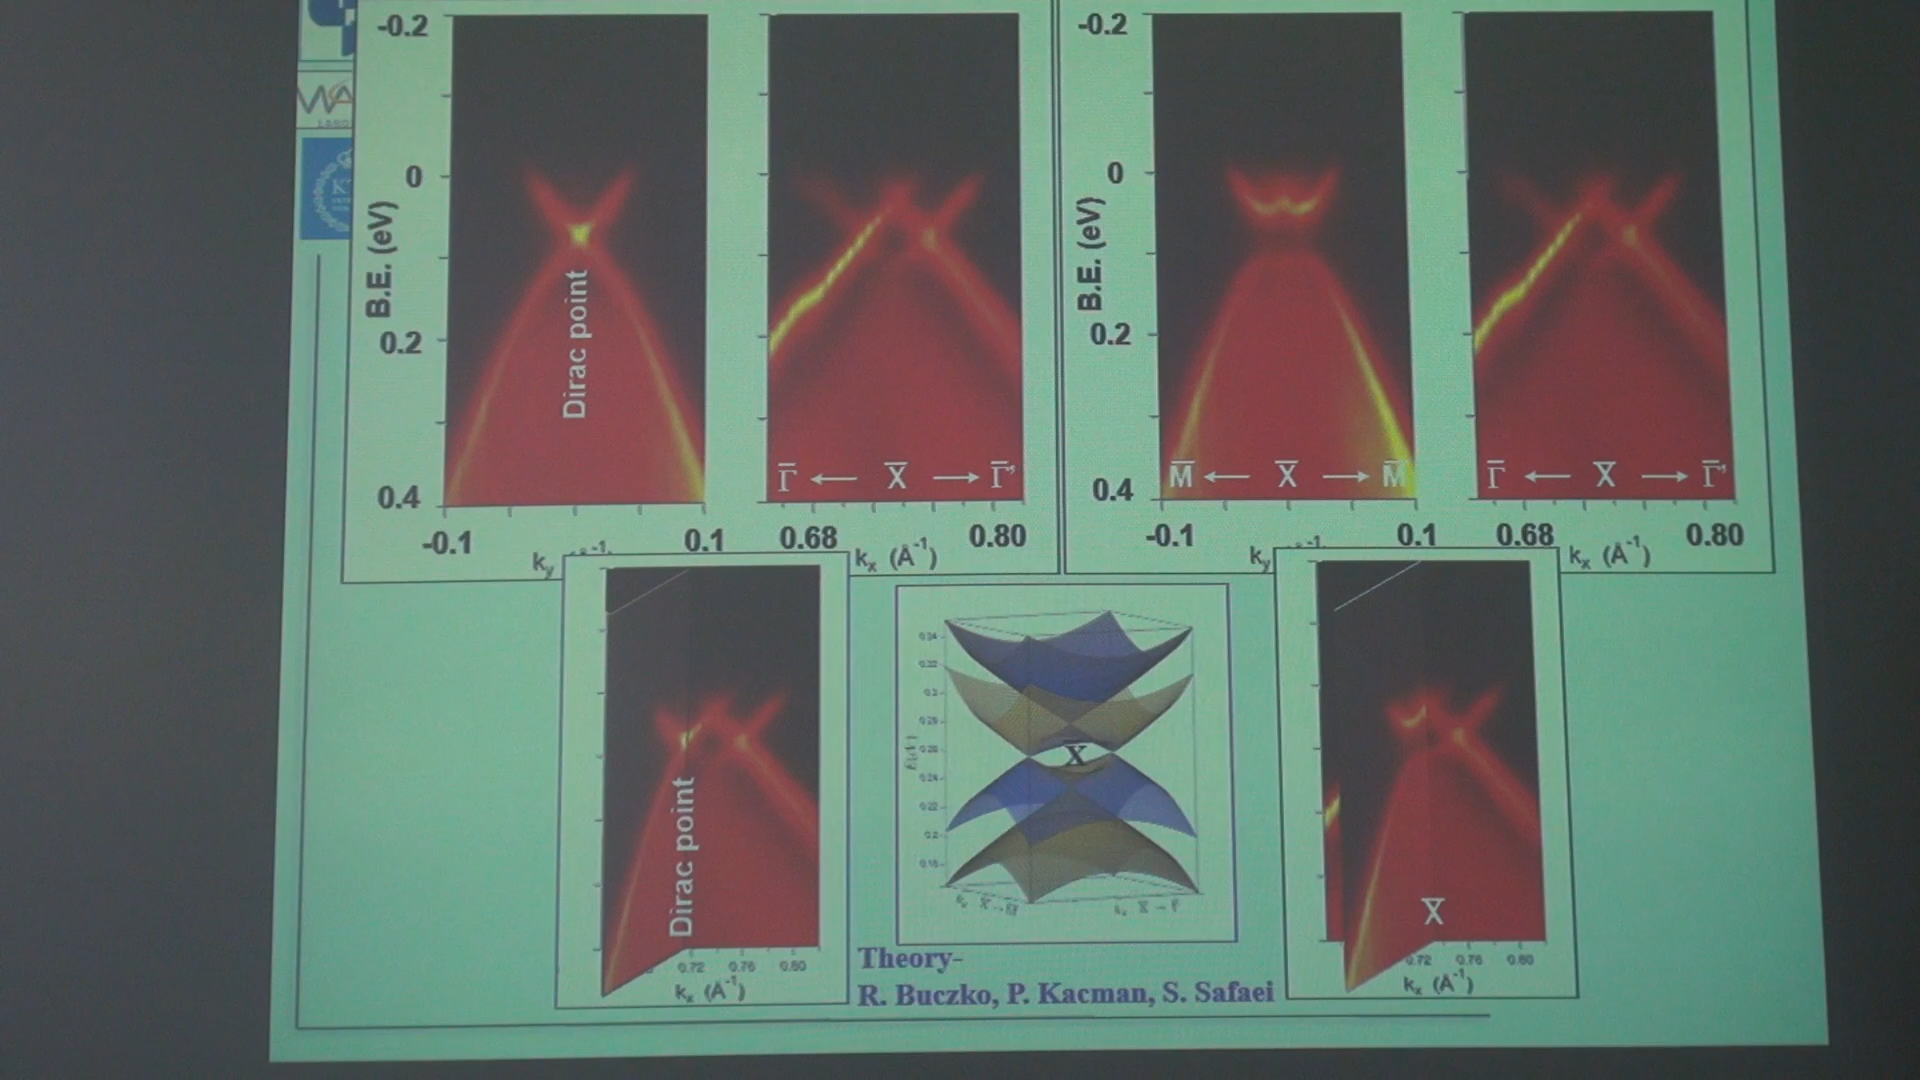 -0.2
0
0.2
0.4
B.E. (eV)
Dirac point
-0.1
0.1
k_y
Γ̅ ← X̅ → Γ̅'
0.68
0.80
k_x (Å⁻¹)
-0.2
0
0.2
0.4
B.E. (eV)
M̅ ← X̅ → M̅
-0.1
0.1
k_y
Γ̅ ← X̅ → Γ̅'
0.68
0.80
k_x (Å⁻¹)
Dirac point
0.72 0.76 0.80
k_x (Å⁻¹)
X
X̅
0.72 0.76 0.80
k_x (Å⁻¹)
Theory-
R. Buczko, P. Kacman, S. Safaei